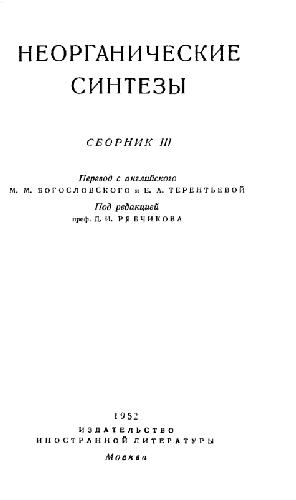 НЕОРГАНИЧЕСКИЕ
СИНТЕЗЫ
СБОРНИК III
Перевод с английского
М. М. БОГОСЛОВСКОГО и Е. А. ТЕРЕНТЬЕВОЙ
Под редакцией
проф. Д. И. РЯБЧИКОВА
1952
ИЗДАТЕЛЬСТВО
ИНОСТРАННОЙ ЛИТЕРАТУРЫ
Москва